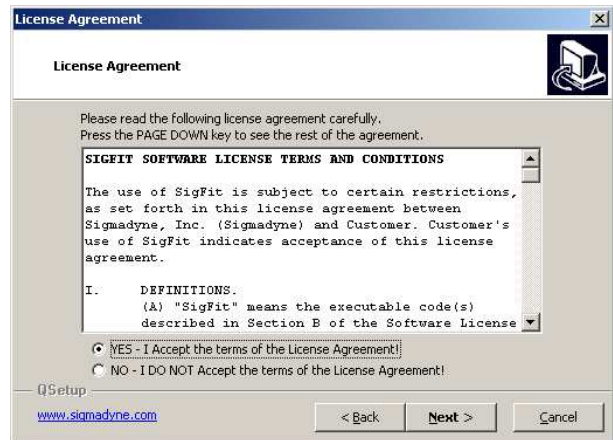 License Agreement
License Agreement
Please read the following license agreement carefully.
Press the PAGE DOWN key to see the rest of the agreement.
SIGFIT SOFTWARE LICENSE TERMS AND CONDITIONS
The use of SigFit is subject to certain restrictions,
as set forth in this license agreement between
Sigmadyne, Inc. (Sigmadyne) and Customer. Customer's
use of SigFit indicates acceptance of this license
agreement.
I. DEFINITIONS.
(A) "SigFit" means the executable code(s)
described in Section B of the Software License
YES - I Accept the terms of the License Agreement!
NO - I DO NOT Accept the terms of the License Agreement!
QSetup
www.sigmadyne.com
< Back
Next >
Cancel